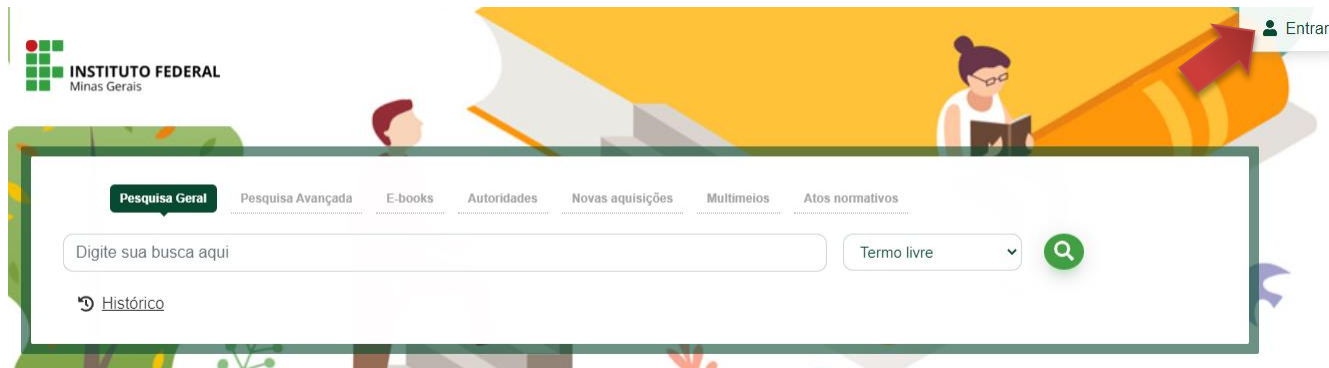 Entrar
INSTITUTO FEDERAL
Minas Gerais
Pesquisa Geral Pesquisa Avançada E-books Autoridades Novas aquisições Multimeios Atos normativos
Digite sua busca aqui Termo livre
Histórico